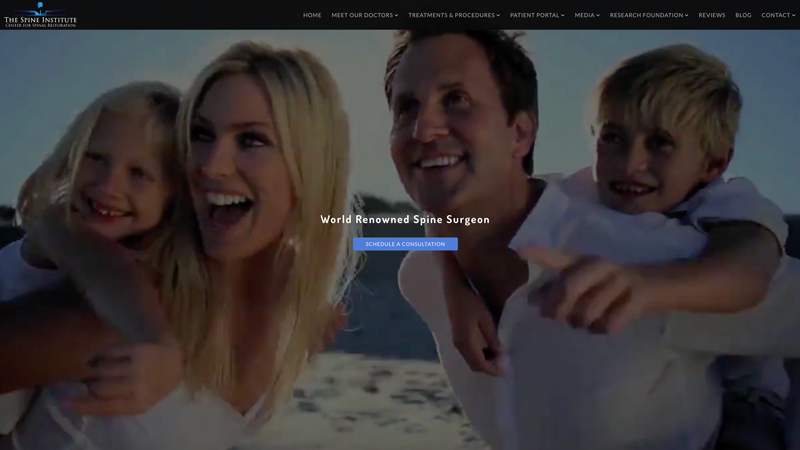 The Spine Institute
Center for Spinal Restoration
HOME
MEET OUR DOCTORS
TREATMENTS & PROCEDURES
PATIENT PORTAL
MEDIA
RESEARCH FOUNDATION
REVIEWS
BLOG
CONTACT
World Renowned Spine Surgeon
SCHEDULE A CONSULTATION